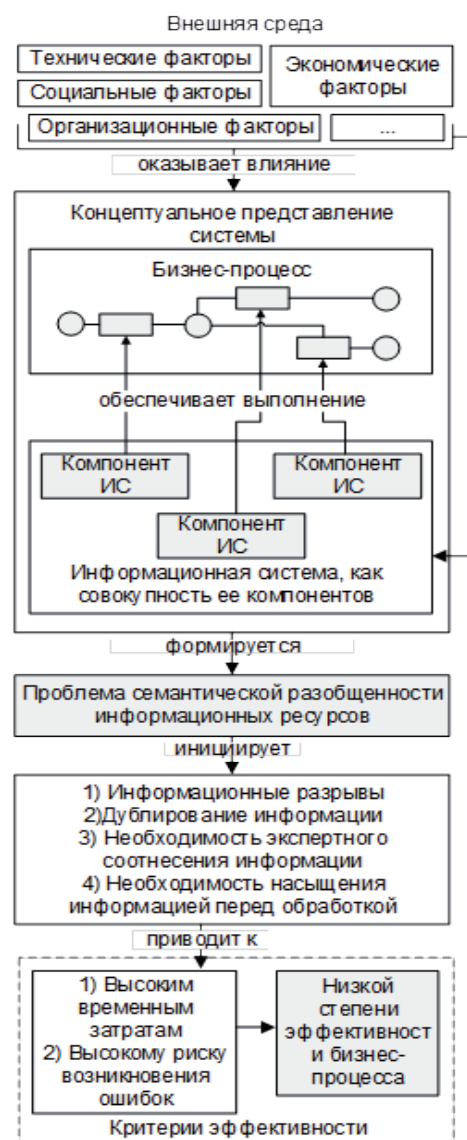 Внешняя среда
Технические факторы
Социальные факторы
Экономические
факторы
Организационные факторы
...
оказывает влияние
Концептуальное представление
системы
Бизнес-процесс
обеспечивает выполнение
Компонент
ИС
Компонент
ИС
Компонент
ИС
Информационная система, как
совокупность ее компонентов
формируется
Проблема семантической разобщенности
информационных ресурсов
инициирует
1) Информационные разрывы
2)Дублирование информации
3) Необходимость экспертного
соотнесения информации
4) Необходимость насыщения
информацией перед обработкой
приводит к
1) Высоким
временным
затратам
2) Высокому риску
возникновения
ошибок
Низкой
степени
эффективност
и бизнес-
процесса
Критерии эффективности